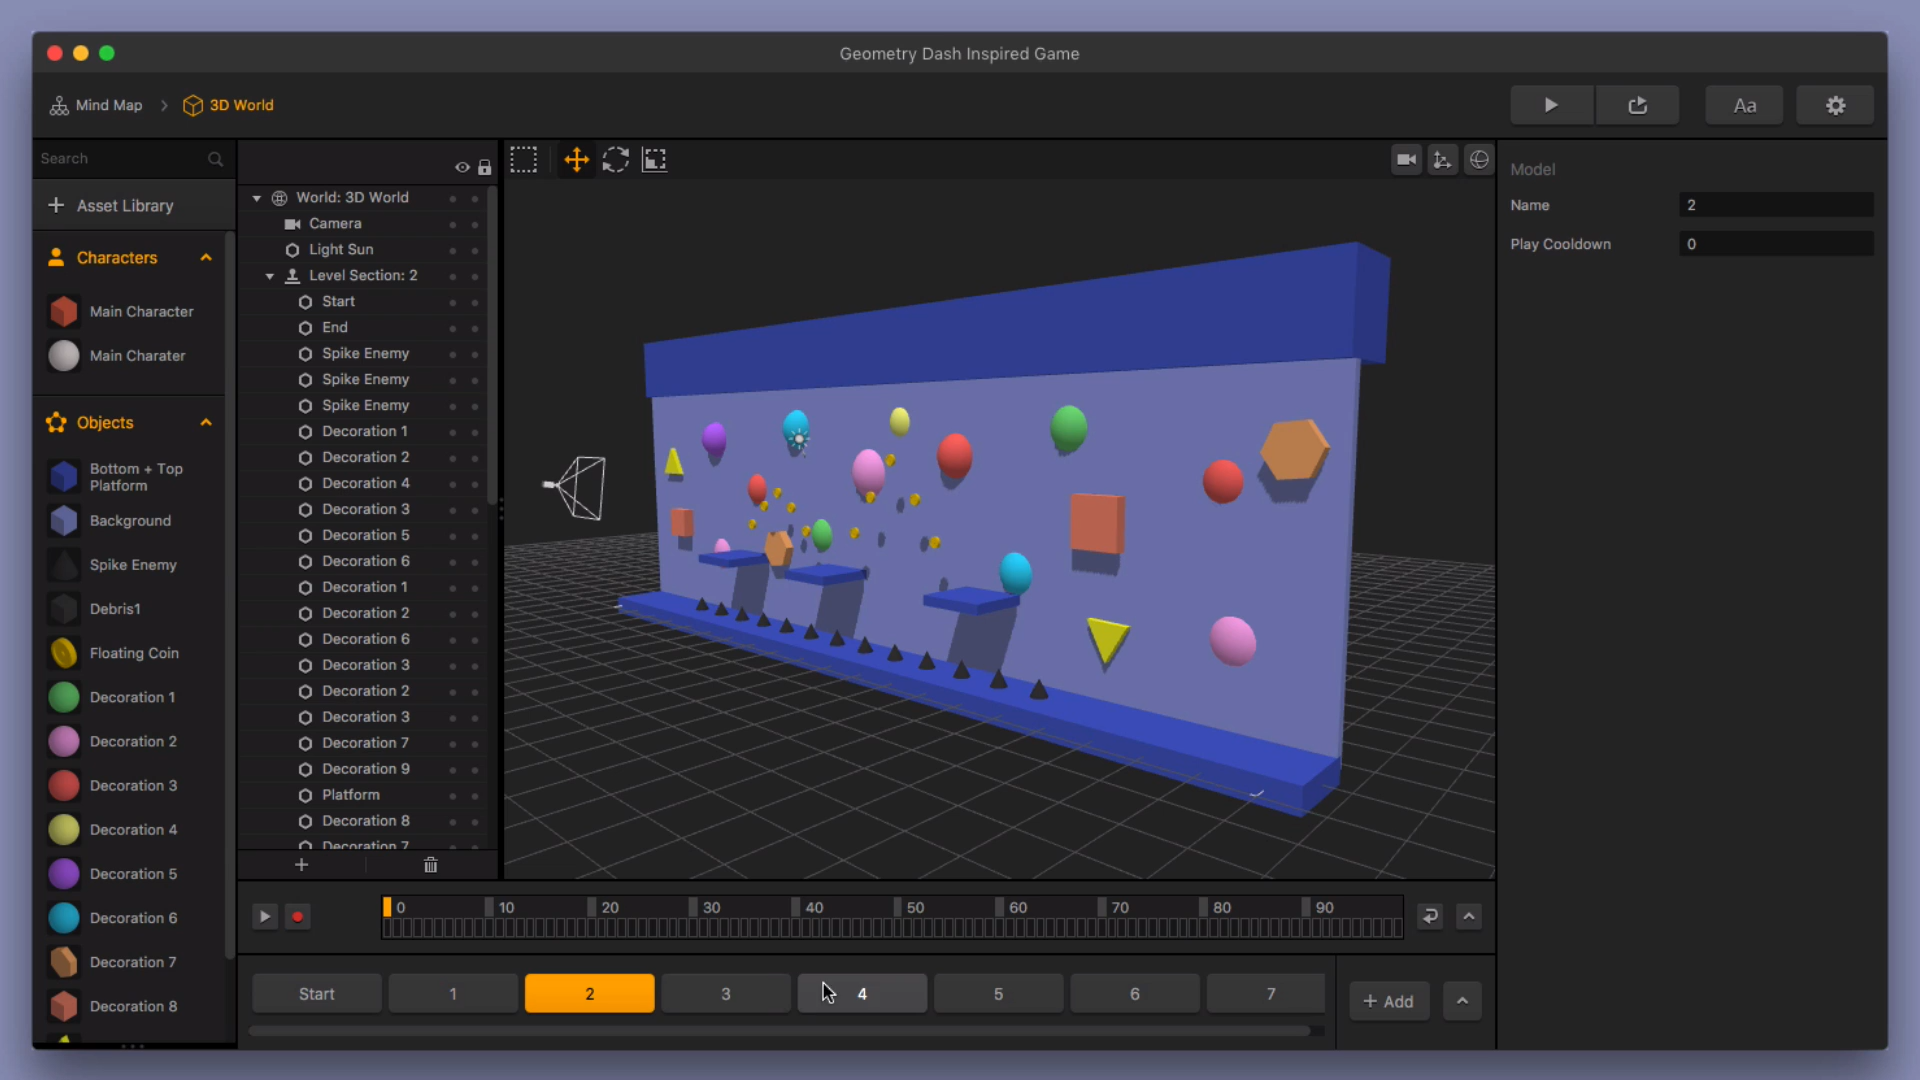 Geometry Dash Inspired Game
Mind Map
3D World
Aa
Search
Asset Library
Characters
Main Character
Main Charater
Objects
Bottom + Top
Platform
Background
Spike Enemy
Debris1
Floating Coin
Decoration 1
Decoration 2
Decoration 3
Decoration 4
Decoration 5
Decoration 6
Decoration 7
Decoration 8
World: 3D World
Camera
Light Sun
Level Section: 2
Start
End
Spike Enemy
Spike Enemy
Spike Enemy
Decoration 1
Decoration 2
Decoration 4
Decoration 3
Decoration 5
Decoration 6
Decoration 1
Decoration 2
Decoration 6
Decoration 3
Decoration 2
Decoration 3
Decoration 7
Decoration 9
Platform
Decoration 8
Decoration 7
Model
Name 2
Play Cooldown 0
0 10 20 30 40 50 60 70 80 90
Start 1 2 3 4 5 6 7
+ Add